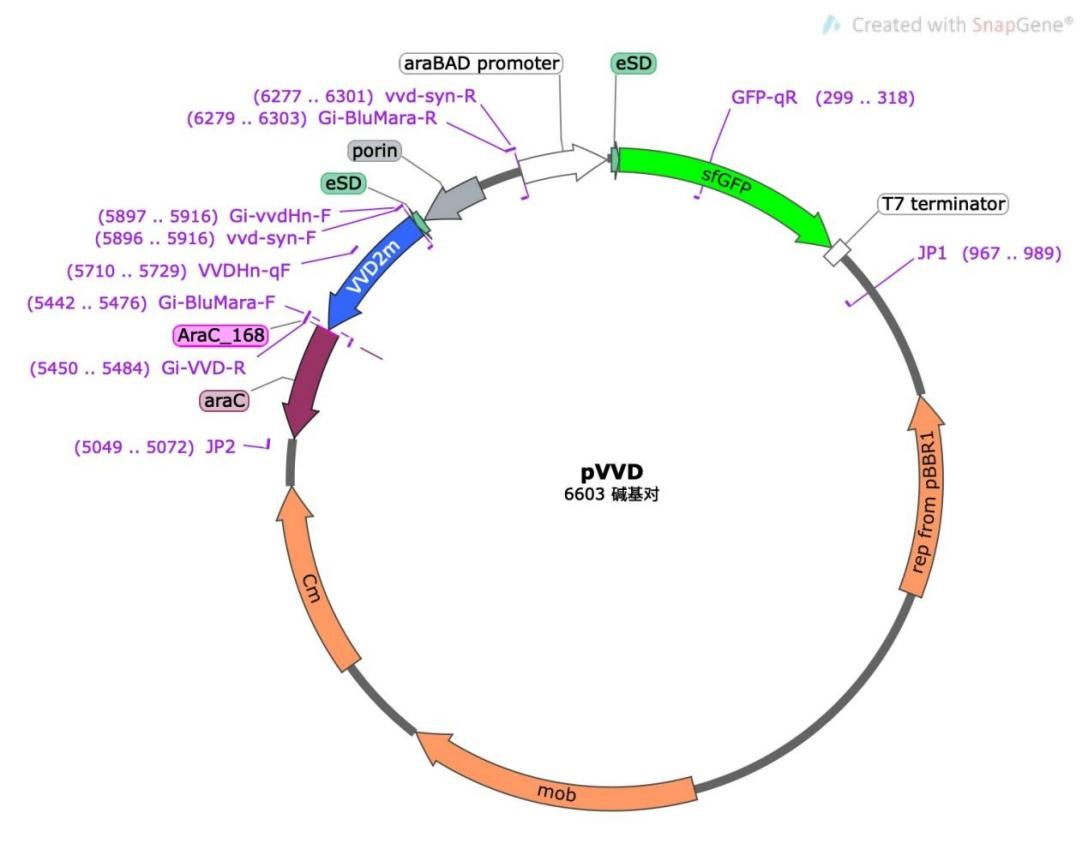 Created with SnapGene®
araBAD promoter
eSD
(6277 .. 6301) vvd-syn-R
(6279 .. 6303) Gi-BluMara-R
GFP-qR (299 .. 318)
porin
eSD
sfGFP
T7 terminator
(5897 .. 5916) Gi-vvdHn-F
(5896 .. 5916) vvd-syn-F
(5710 .. 5729) VVDHn-qF
VVD2m
JP1 (967 .. 989)
(5442 .. 5476) Gi-BluMara-F
AraC_168
(5450 .. 5484) Gi-VVD-R
araC
(5049 .. 5072) JP2
pVVD
6603 碱基对
rep from pBBR1
Cm
mob